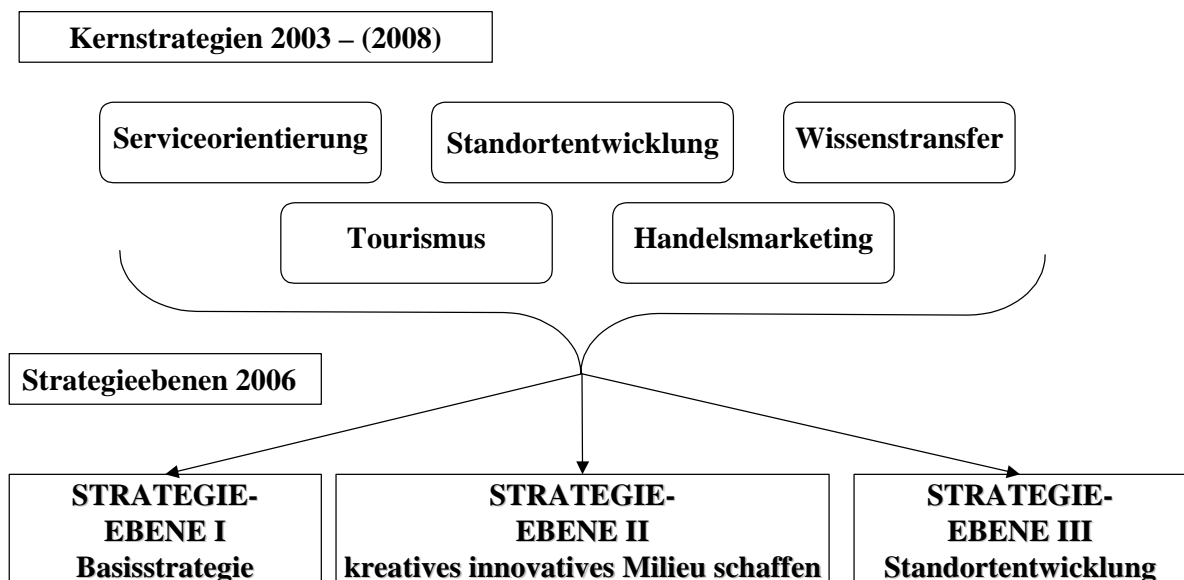 Kernstrategien 2003 – (2008)
Serviceorientierung
Standortentwicklung
Wissenstransfer
Tourismus
Handelsmarketing
Strategieebenen 2006
STRATEGIE-
EBENE I
Basisstrategie
STRATEGIE-
EBENE II
kreatives innovatives Milieu schaffen
STRATEGIE-
EBENE III
Standortentwicklung